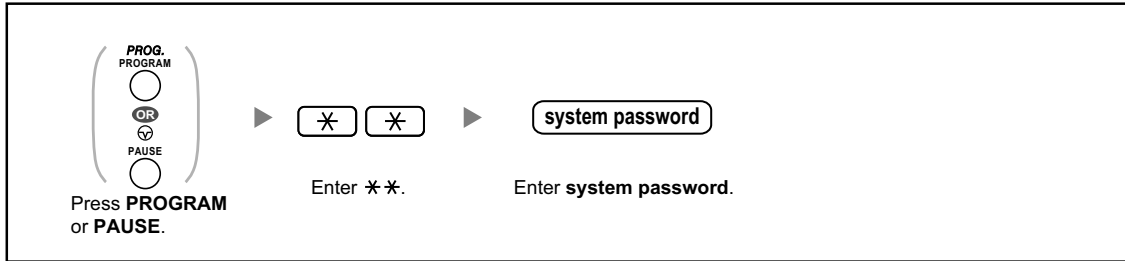 PROG.
PROGRAM
OR
PAUSE
Press PROGRAM
or PAUSE.
✳ ✳
Enter ✳✳.
system password
Enter system password.